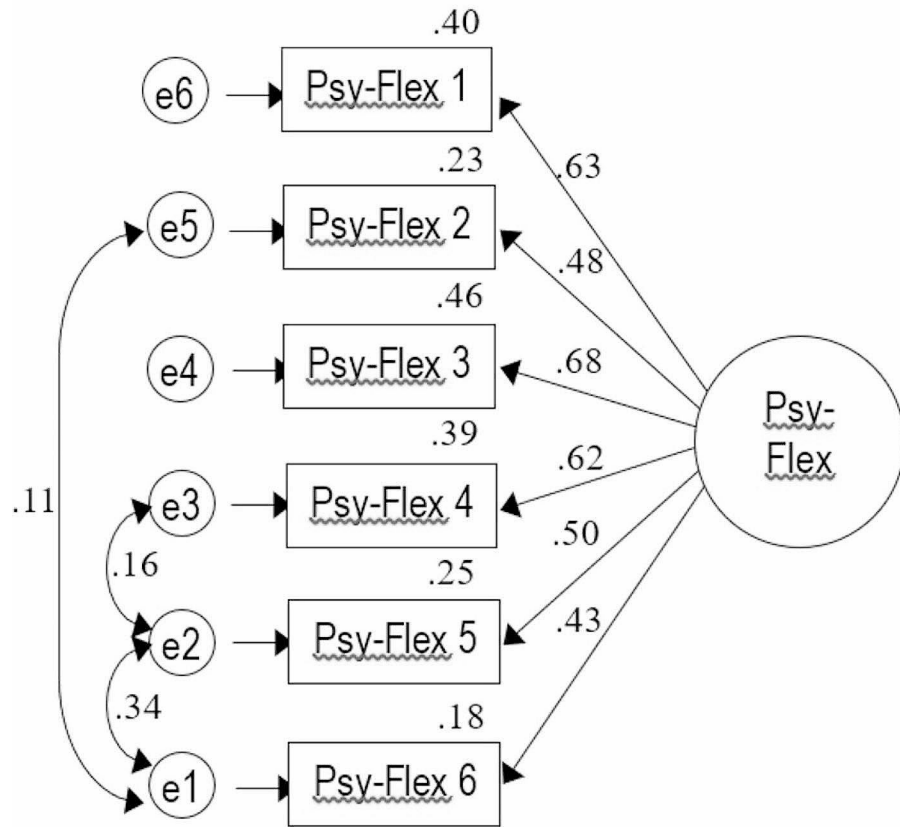 .40
e6
Psy-Flex 1
.23
.63
e5
Psy-Flex 2
.48
.46
e4
Psy-Flex 3
.68
Psy-
Flex
.39
.62
.11
e3
Psy-Flex 4
.50
.16
.25
.43
e2
Psy-Flex 5
.34
.18
e1
Psy-Flex 6